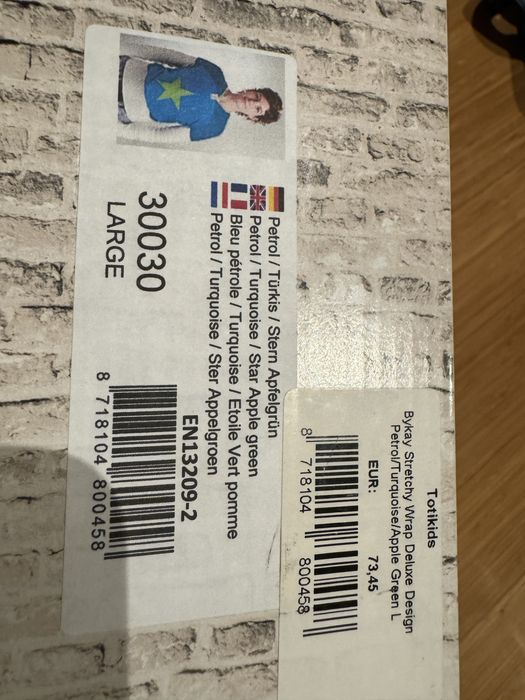 Petrol / Türkis / Stern Apfelgrün
Petrol / Turquoise / Star Apple green
Bleu pétrole / Turquoise / Etoile Vert pomme
Petrol / Turquoise / Ster Appelgroen
30030
LARGE
EN13209-2
8 718104 800458
Totikids
Bykay Stretchy Wrap Deluxe Design
Petrol/Turquoise/Apple Green L
EUR: 73,45
8 718104 800458